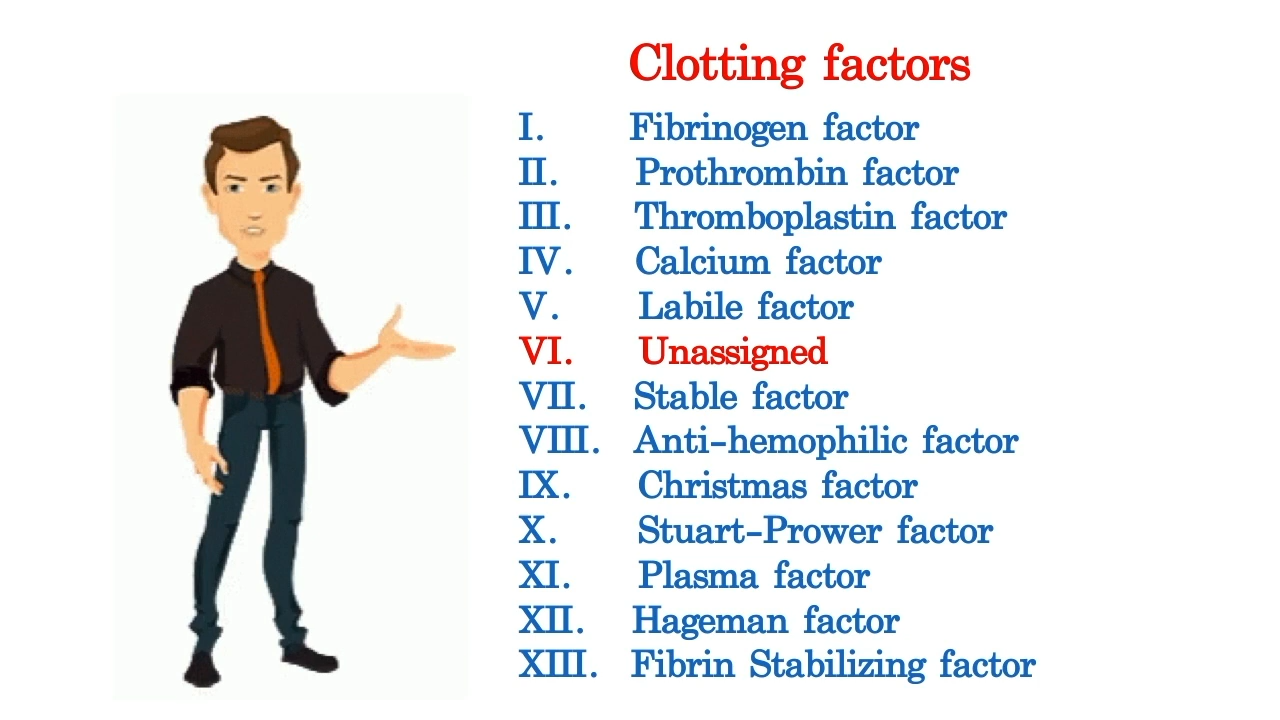 Clotting factors
I. Fibrinogen factor
II. Prothrombin factor
III. Thromboplastin factor
IV. Calcium factor
V. Labile factor
VI. Unassigned
VII. Stable factor
VIII. Anti-hemophilic factor
IX. Christmas factor
X. Stuart-Prower factor
XI. Plasma factor
XII. Hageman factor
XIII. Fibrin Stabilizing factor